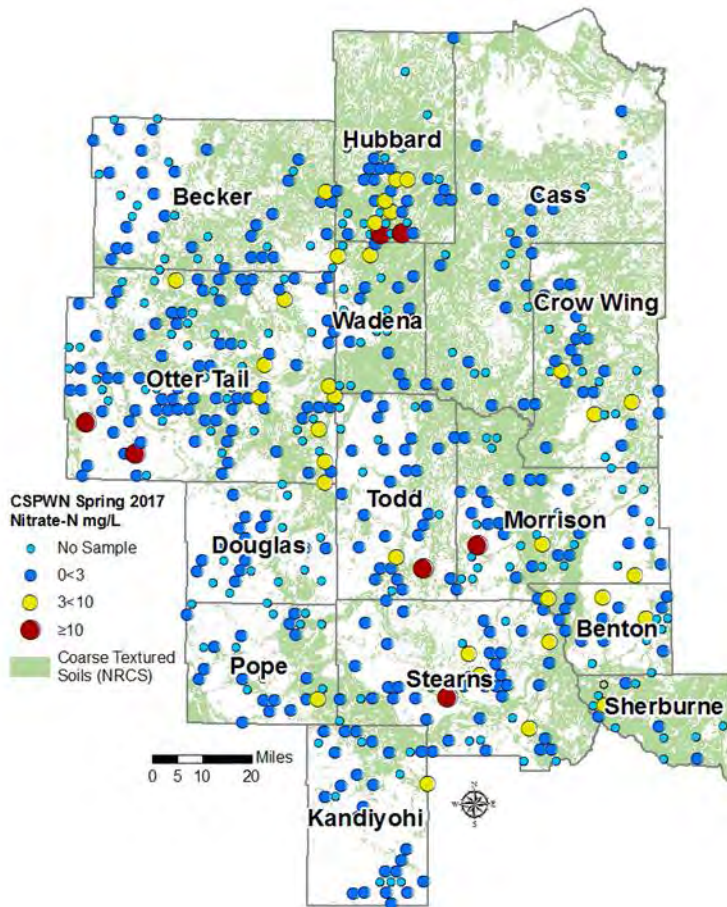 Hubbard
Becker
Cass
Crow Wing
Wadena
Otter Tail
CSPWN Spring 2017
Nitrate-N mg/L
No Sample
0<3
3<10
≥10
Coarse Textured
Soils (NRCS)
Todd
Morrison
Douglas
Benton
Pope
Stearns
Sherburne
Miles
0 5 10 20
N
W E
S
Kandiyohi